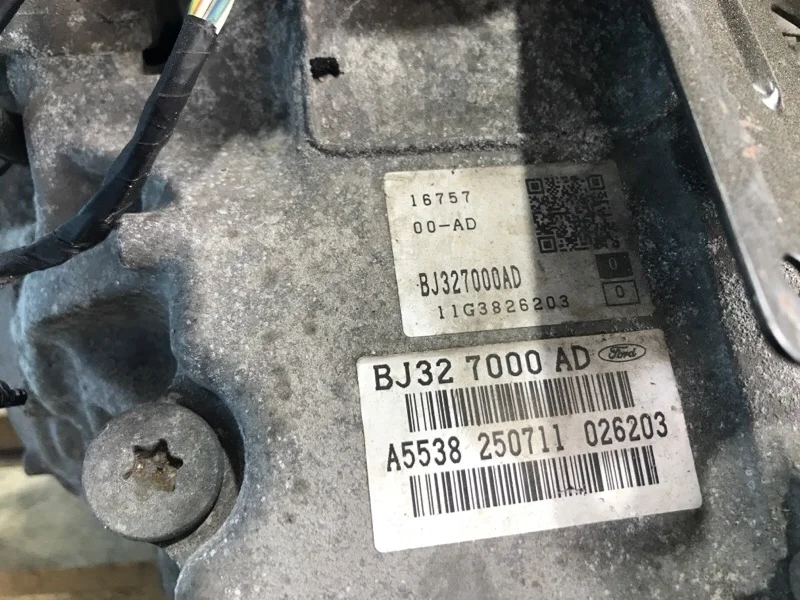 16757
00-AD
BJ327000AD
0
11G3826203
0
BJ32 7000 AD Ford
A5538 250711 026203